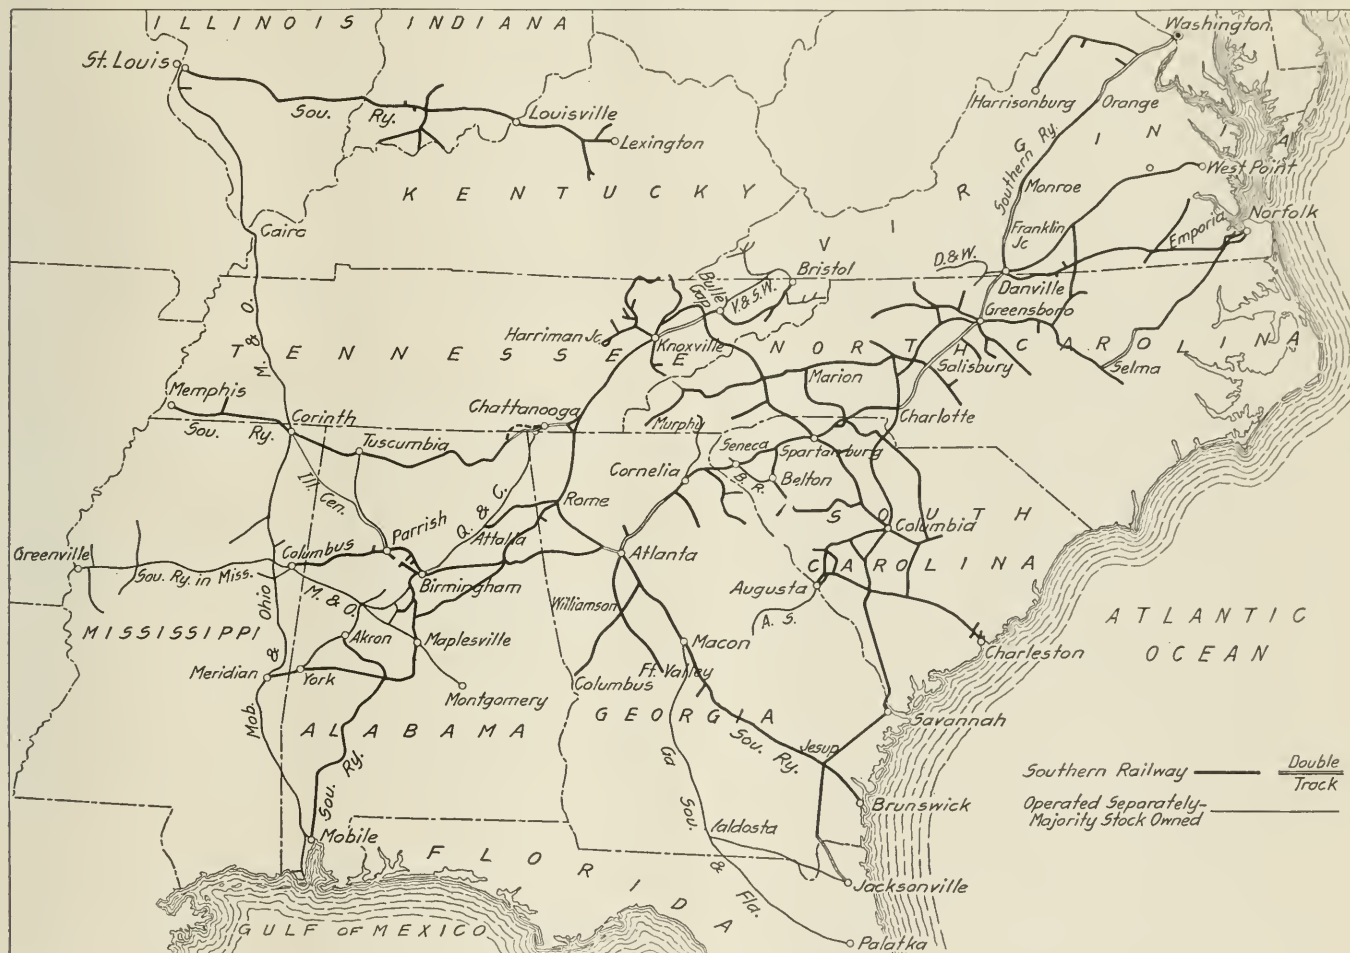 ILLINOIS INDIANA
Washington
St. Louis
Harrisonburg
Orange
Sou. Ry.
Louisville
Lexington
Southern Ry.
VIRGINIA
West Point
KENTUCKY
Monroe
Norfolk
Franklin
Jc
Emporia
Cairo
D. & W.
Bristol
Bulls
Gap
V. & S. W.
Danville
Greensboro
M. & O.
Harriman Jc.
Knoxville
TENNESSEE
NORTH CAROLINA
Salisbury
Selma
Marion
Memphis
Corinth
Chattanooga
Murphy
Charlotte
Sou. Ry.
Tuscumbia
Seneca
Spartanburg
Cornelia
B. R.
Belton
Ill. Cen.
Rome
SOUTH
Columbia
A. & C.
Parrish
Attalla
Greenville
Columbus
Atlanta
CAROLINA
Sou. Ry. in Miss.
Birmingham
Augusta
M. & O.
Williamson
A. S.
ATLANTIC
OCEAN
MISSISSIPPI
Akron
Maplesville
Macon
Charleston
Mob. & Ohio
Meridian
York
Montgomery
Columbus
Ft. Valley
GEORGIA
Savannah
ALABAMA
Sou. Ry.
Sou. Ry.
Jesup
Southern Railway
Double
Track
Operated Separately-
Majority Stock Owned
Brunswick
Ga Sou. & Fla.
Mobile
Valdosta
FLORIDA
Jacksonville
GULF OF MEXICO
Palatka